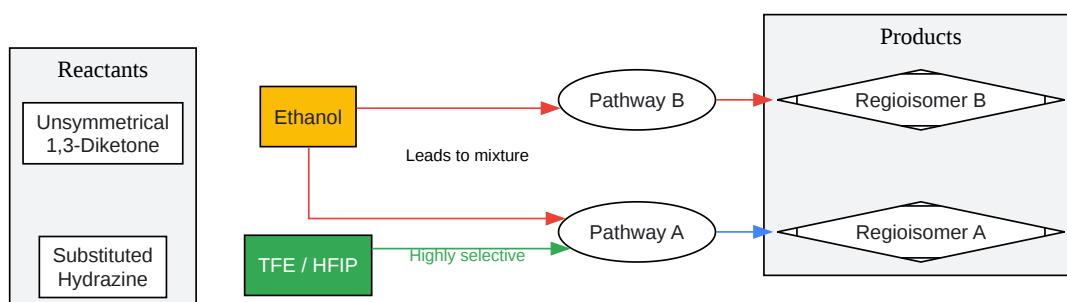 Reactants
Unsymmetrical
1,3-Diketone
Substituted
Hydrazine
Ethanol
TFE / HFIP
Leads to mixture
Highly selective
Pathway B
Pathway A
Products
Regioisomer B
Regioisomer A